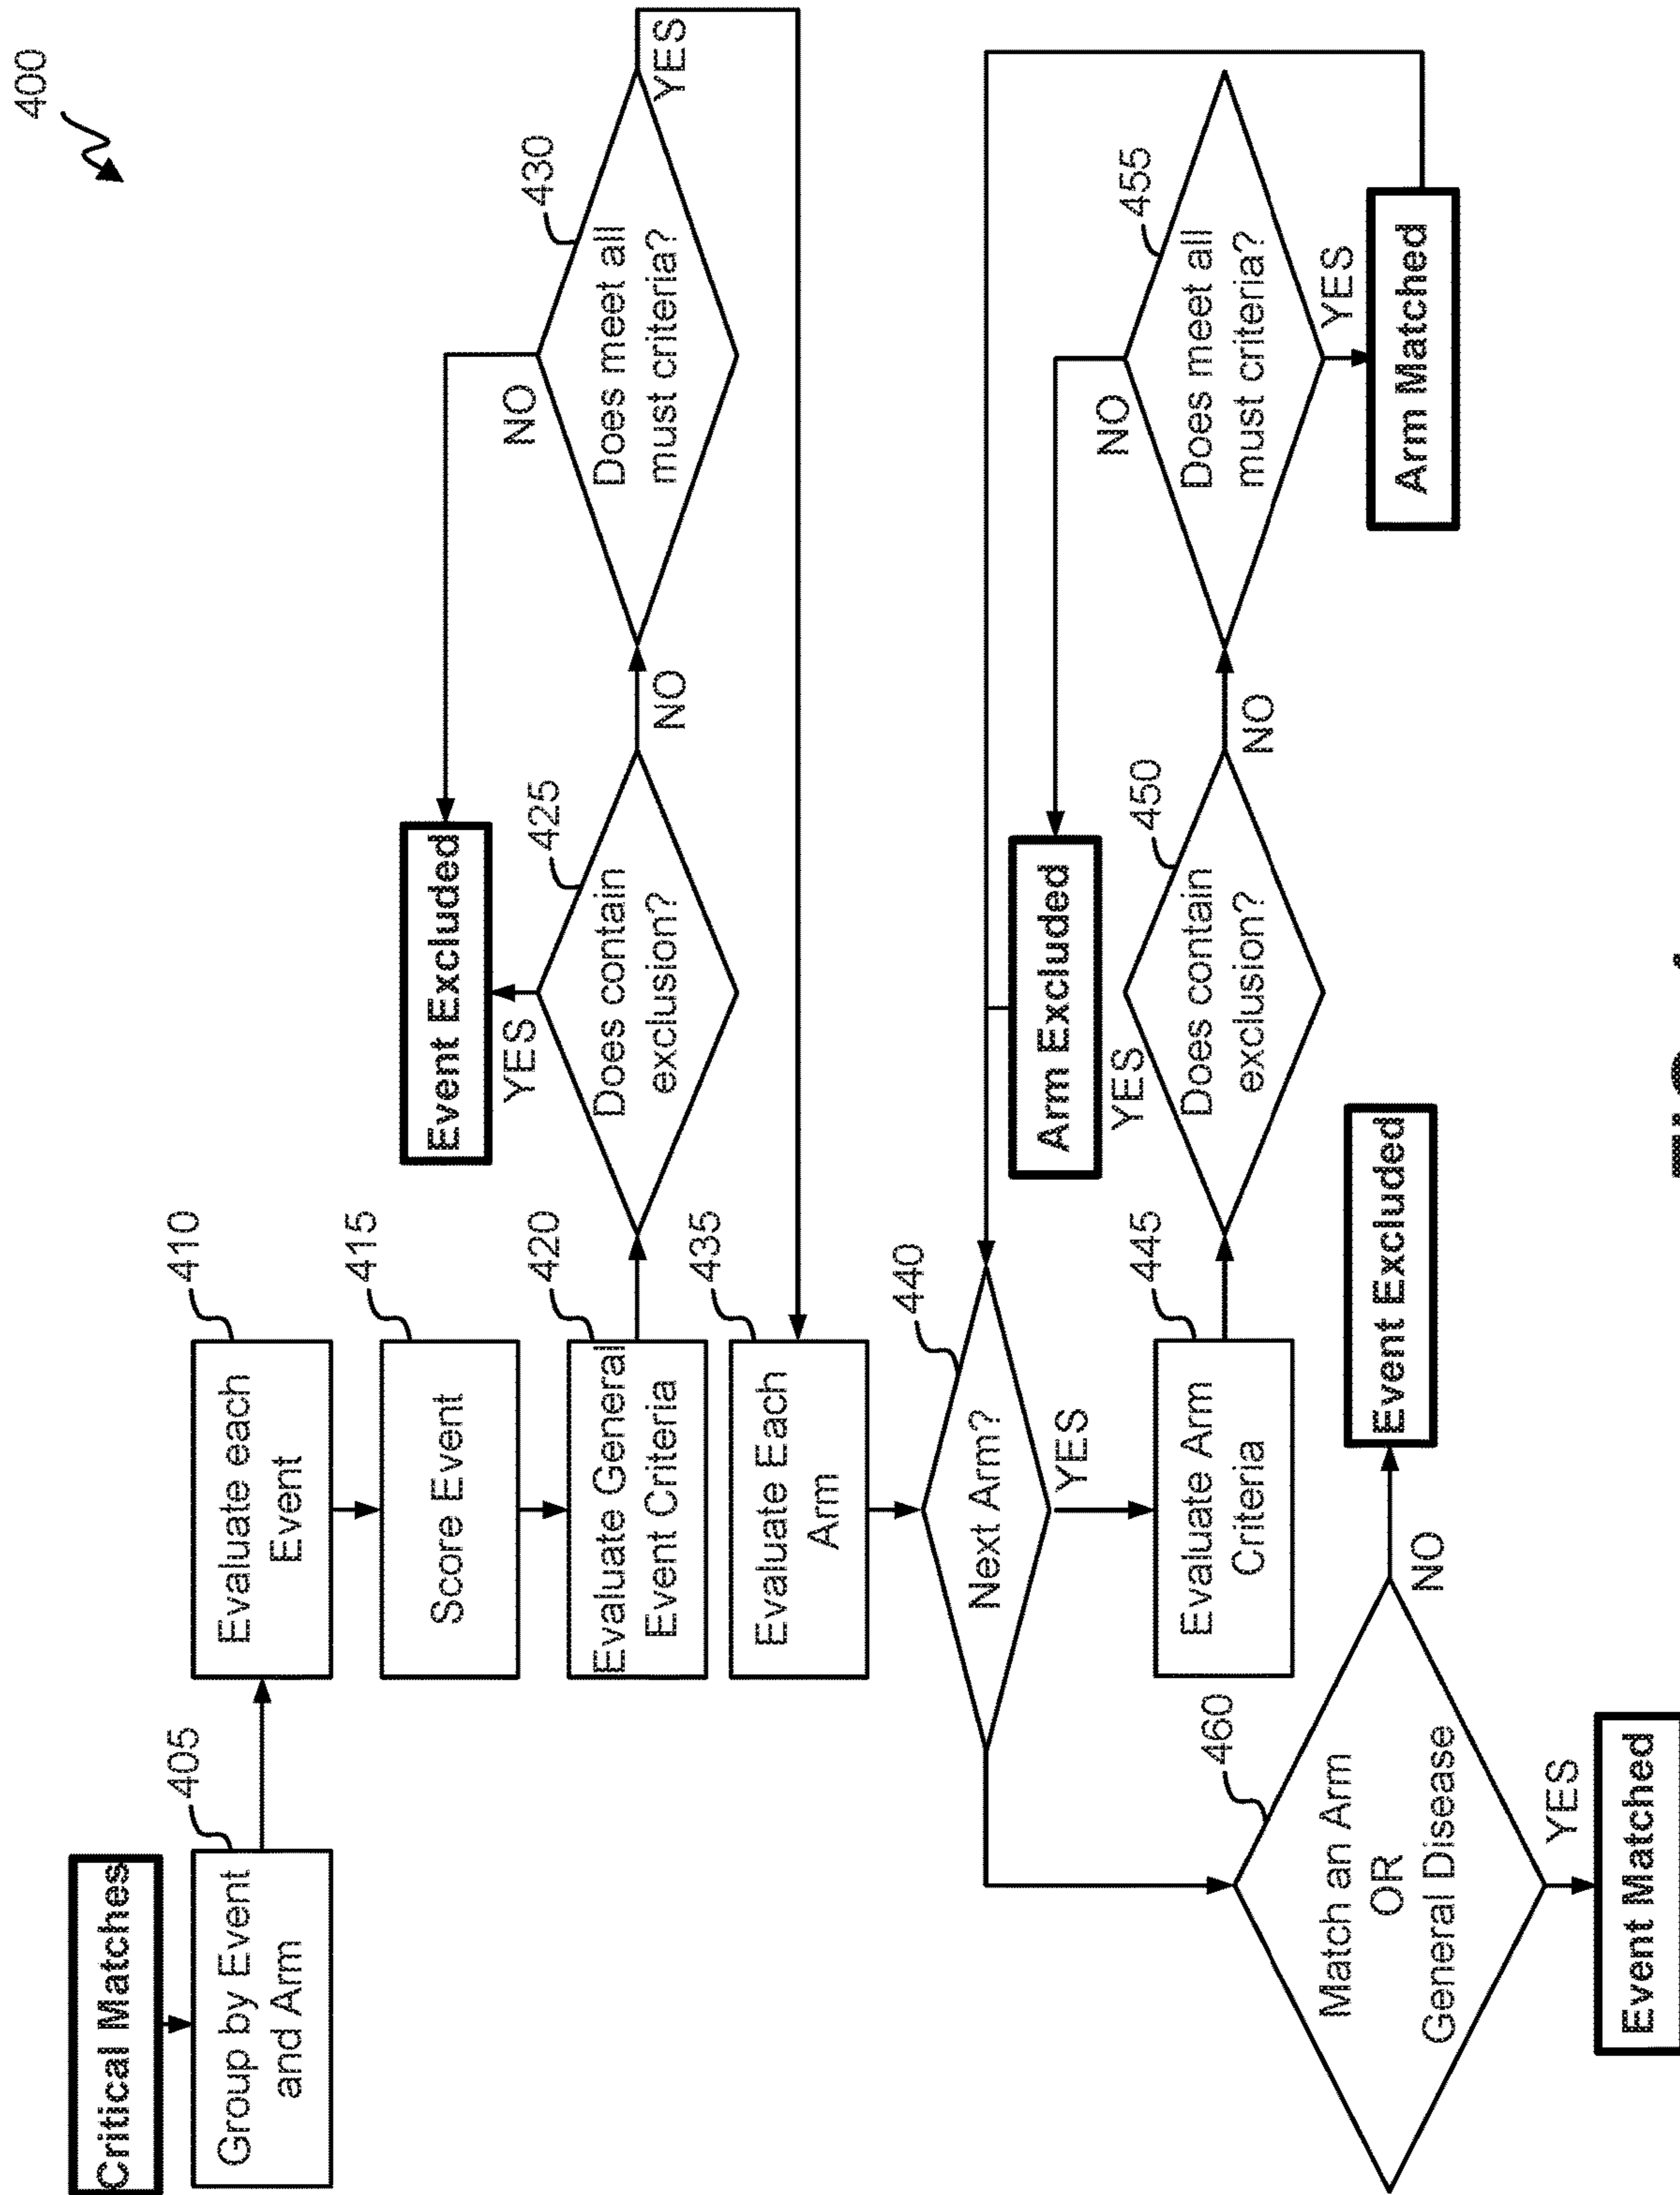 400
Critical Matches
405
Group by Event
and Arm
410
Evaluate each
Event
415
Score Event
420
Evaluate General
Event Criteria
Event Excluded
YES
425
Does contain
exclusion?
NO
NO
430
Does meet all
must criteria?
YES
435
Evaluate Each
Arm
440
Next Arm?
YES
445
Evaluate Arm
Criteria
Arm Excluded
YES
450
Does contain
exclusion?
NO
NO
455
Does meet all
must criteria?
YES
Arm Matched
460
Match an Arm
OR
General Disease
NO
Event Excluded
YES
Event Matched